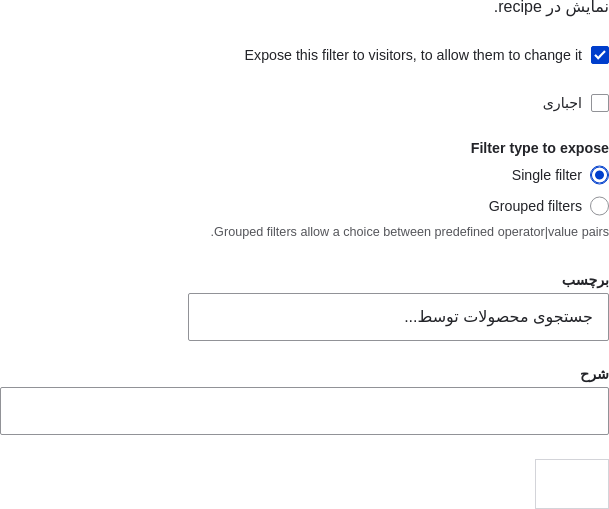 نمایش در recipe.
Expose this filter to visitors, to allow them to change it
اجباری
Filter type to expose
Single filter
Grouped filters
Grouped filters allow a choice between predefined operator|value pairs.
برچسب
جستجوی محصولات توسط...
شرح